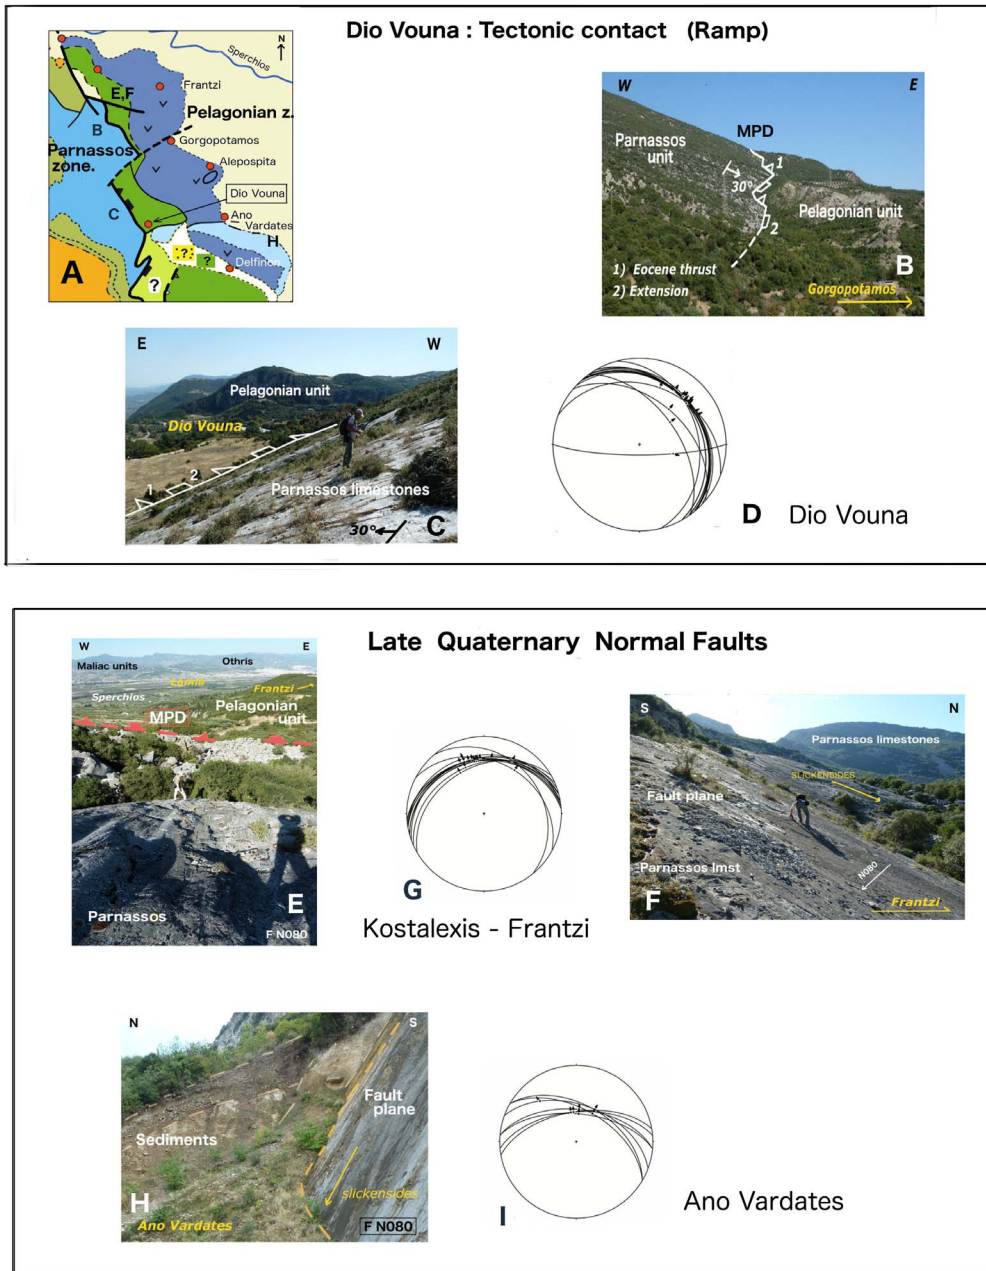 Dio Vouna : Tectonic contact (Ramp)
N
Sperchios
Frantzi
E,F
Pelagonian z.
B
Gorgopotamos
Parnassos
zone.
Alepospita
Dio Vouna
C
Ano
Vardates
H
?
?
Delfinon
?
A
W
E
MPD
Parnassos
unit
1
30°
Pelagonian unit
2
B
1) Eocene thrust
2) Extension
Gorgopotamos
E
W
Pelagonian unit
Dio Vouna
2
1
Parnassos limestones
30°
C
D Dio Vouna
Late Quaternary Normal Faults
W
E
Maliac units
Othris
Lamia
Frantzi
Sperchios
Pelagonian
unit
MPD
E
Parnassos
F N080
G
Kostalexis - Frantzi
S
N
Parnassos limestones
SLICKENSIDES
Fault plane
Parnassos lmst
N080
F
Frantzi
N
S
Fault
plane
Sediments
slickensides
H
Ano Vardates
F N080
I
Ano Vardates